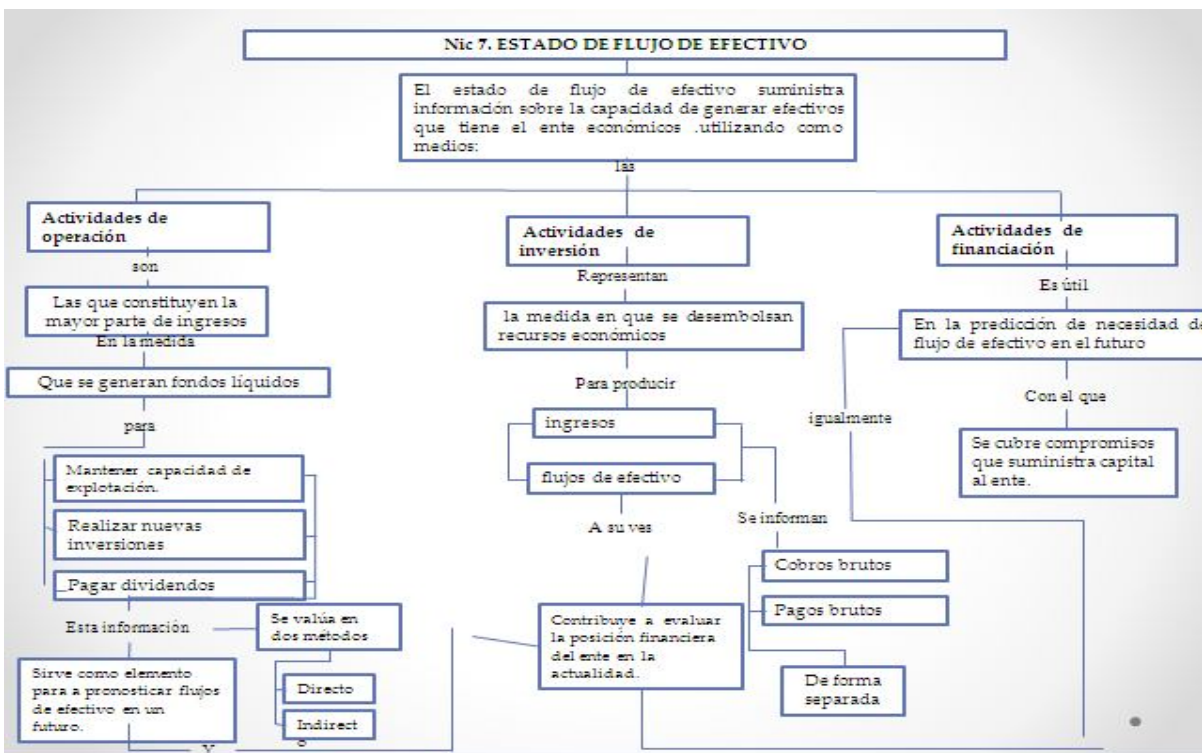 Nic 7. ESTADO DE FLUJO DE EFECTIVO
El estado de flujo de efectivo suministra
información sobre la capacidad de generar efectivos
que tiene el ente económicos .utilizando como
medios:
las
Actividades de
operación
son
Las que constituyen la
mayor parte de ingresos
En la medida
Que se generan fondos líquidos
para
Mantener capacidad de
explotación.
Realizar nuevas
inversiones
Pagar dividendos
Esta información
Se valúa en
dos métodos
Directo
Indirect
o
Sirve como elemento
para a pronosticar flujos
de efectivo en un
futuro.
Y
Actividades de
inversión
Representan
la medida en que se desembolsan
recursos económicos
Para producir
ingresos
flujos de efectivo
A su ves
Se informan
Cobros brutos
Pagos brutos
De forma
separada
Contribuye a evaluar
la posición financiera
del ente en la
actualidad.
Actividades de
financiación
Es útil
En la predicción de necesidad de
flujo de efectivo en el futuro
igualmente
Con el que
Se cubre compromisos
que suministra capital
al ente.